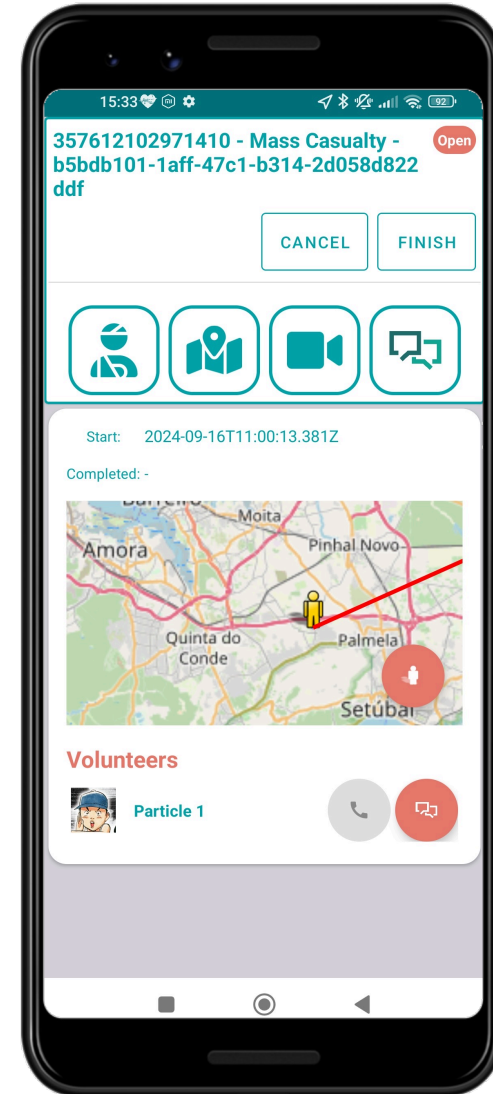 15:33
92
357612102971410 - Mass Casualty -
b5bdb101-1aff-47c1-b314-2d058d822
ddf
Open
CANCEL
FINISH
Start: 2024-09-16T11:00:13.381Z
Completed: -
Barreiro
Moita
Amora
Pinhal Novo
Quinta do
Conde
Palmela
Setúbal
Volunteers
Particle 1